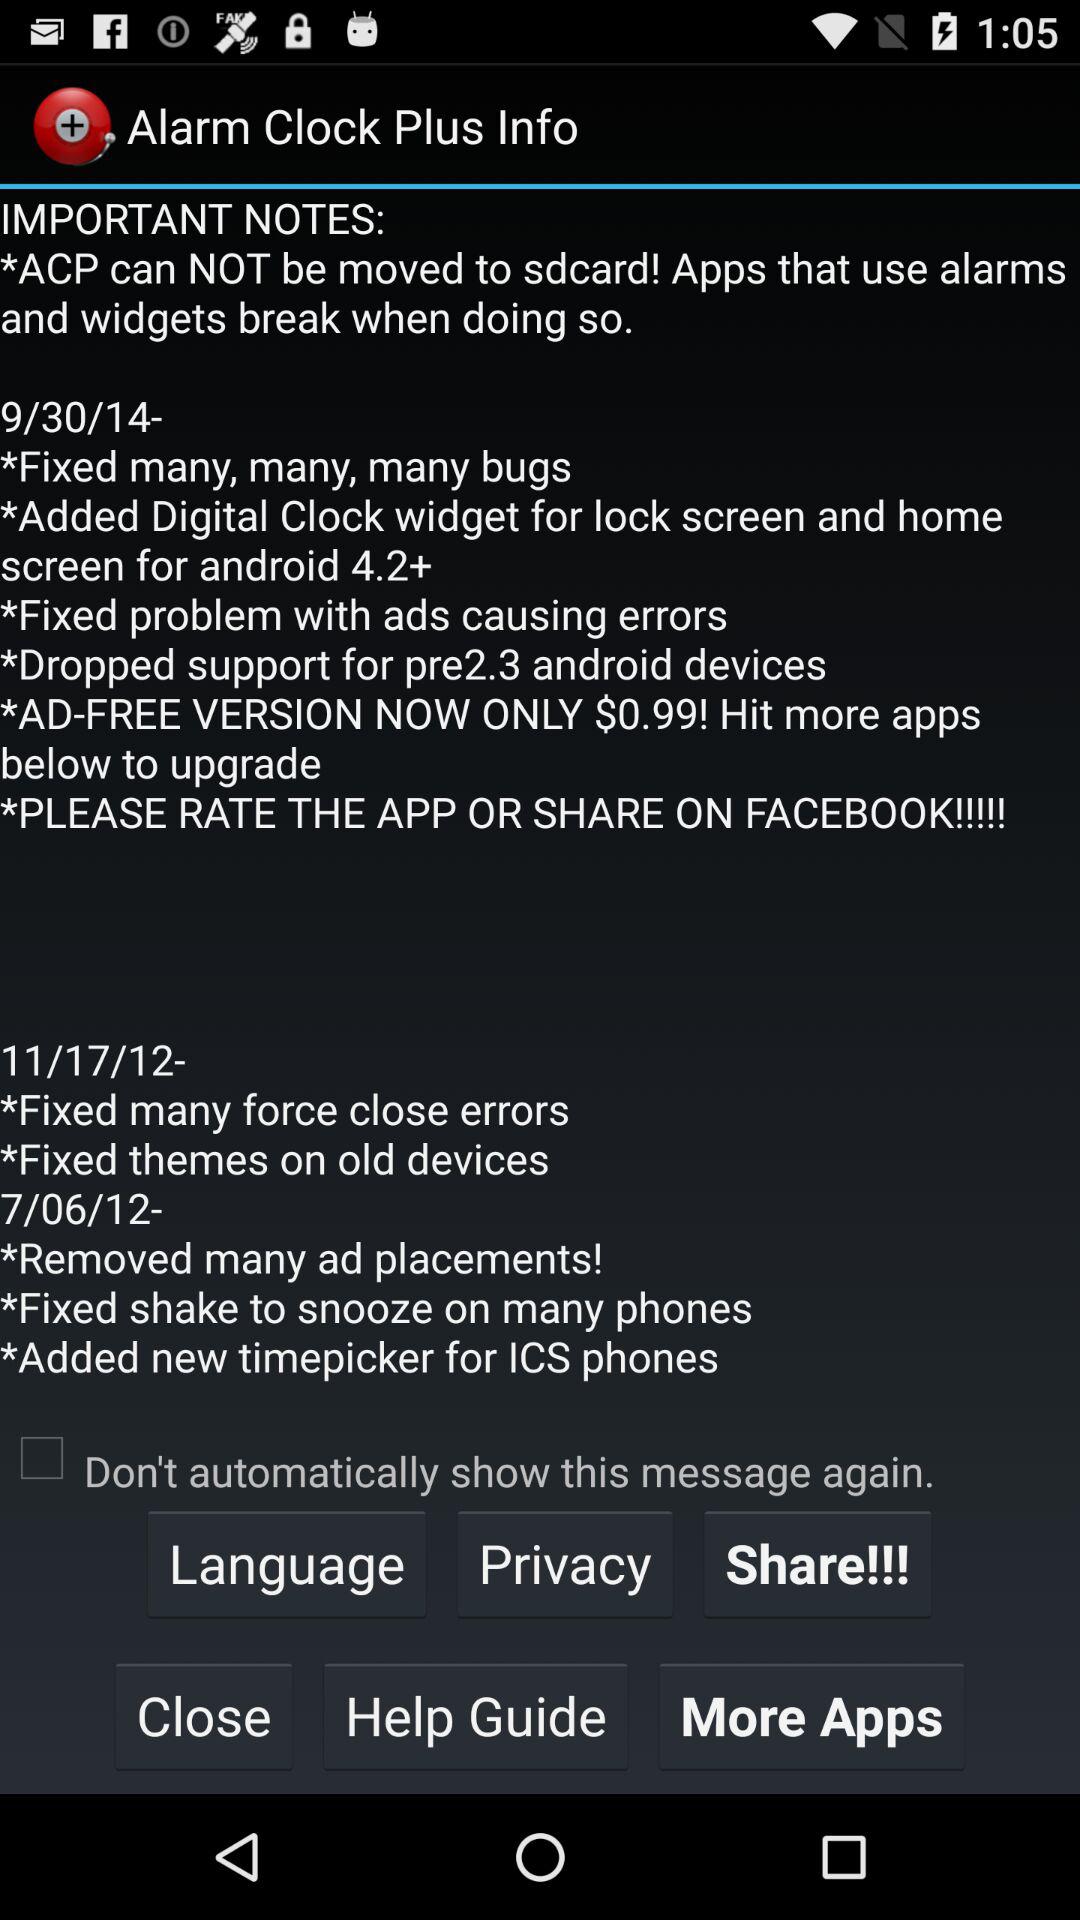 FAKE
1:05
Alarm Clock Plus Info
IMPORTANT NOTES:
*ACP can NOT be moved to sdcard! Apps that use alarms
and widgets break when doing so.
9/30/14-
*Fixed many, many, many bugs
*Added Digital Clock widget for lock screen and home
screen for android 4.2+
*Fixed problem with ads causing errors
*Dropped support for pre2.3 android devices
*AD-FREE VERSION NOW ONLY $0.99! Hit more apps
below to upgrade
*PLEASE RATE THE APP OR SHARE ON FACEBOOK!!!!!
11/17/12-
*Fixed many force close errors
*Fixed themes on old devices
7/06/12-
*Removed many ad placements!
*Fixed shake to snooze on many phones
*Added new timepicker for ICS phones
Don't automatically show this message again.
Language Privacy Share!!!
Close Help Guide More Apps